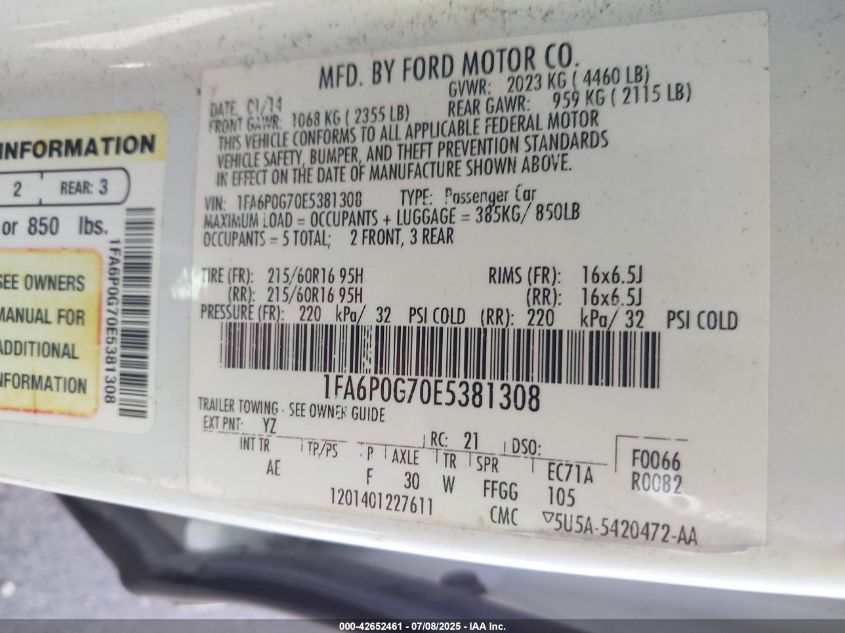 INFORMATION
2 REAR: 3
or 850 lbs.
SEE OWNERS
MANUAL FOR
ADDITIONAL
INFORMATION
1FA6P0G70E5381308
MFD. BY FORD MOTOR CO.
DATE: 01/14 GVWR: 2023 KG ( 4460 LB)
FRONT GAWR: 1068 KG ( 2355 LB) REAR GAWR: 959 KG ( 2115 LB)
THIS VEHICLE CONFORMS TO ALL APPLICABLE FEDERAL MOTOR
VEHICLE SAFETY, BUMPER, AND THEFT PREVENTION STANDARDS
IN EFFECT ON THE DATE OF MANUFACTURE SHOWN ABOVE.
VIN: 1FA6P0G70E5381308 TYPE: Passenger Car
MAXIMUM LOAD = OCCUPANTS + LUGGAGE = 385KG/ 850LB
OCCUPANTS = 5 TOTAL; 2 FRONT, 3 REAR
TIRE (FR): 215/60R16 95H RIMS (FR): 16x6.5J
(RR): 215/60R16 95H (RR): 16x6.5J
PRESSURE (FR): 220 kPa/ 32 PSI COLD (RR): 220 kPa/ 32 PSI COLD
1FA6P0G70E5381308
TRAILER TOWING - SEE OWNER GUIDE
EXT PNT: YZ RC: 21 DSO: F0066
INT TR TP/PS P AXLE TR SPR EC71A R0082
AE F 30 W FFGG 105
1201401227611 CMC ▽5U5A-5420472-AA
000-42652461 - 07/08/2025 - IAA Inc.